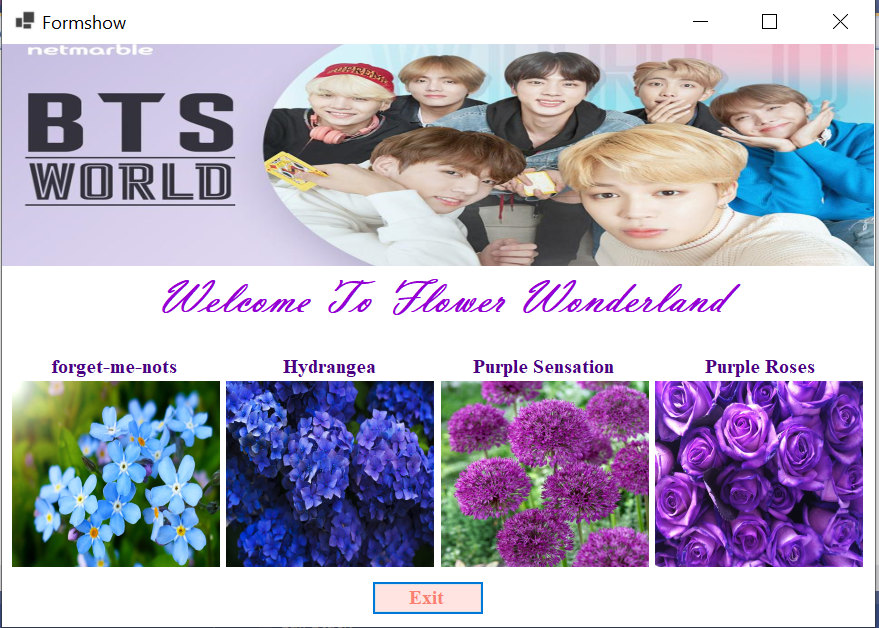 Formshow
netmarble
BTS
WORLD
Welcome To Flower Wonderland
forget-me-nots
Hydrangea
Purple Sensation
Purple Roses
Exit